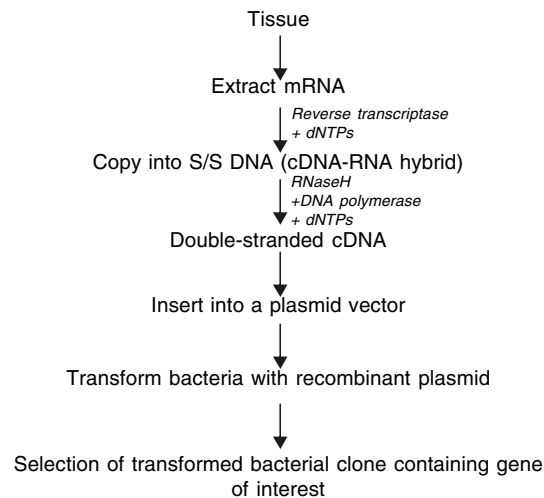 Tissue
Extract mRNA
Reverse transcriptase
+ dNTPs
Copy into S/S DNA (cDNA-RNA hybrid)
RNaseH
+DNA polymerase
+ dNTPs
Double-stranded cDNA
Insert into a plasmid vector
Transform bacteria with recombinant plasmid
Selection of transformed bacterial clone containing gene
of interest